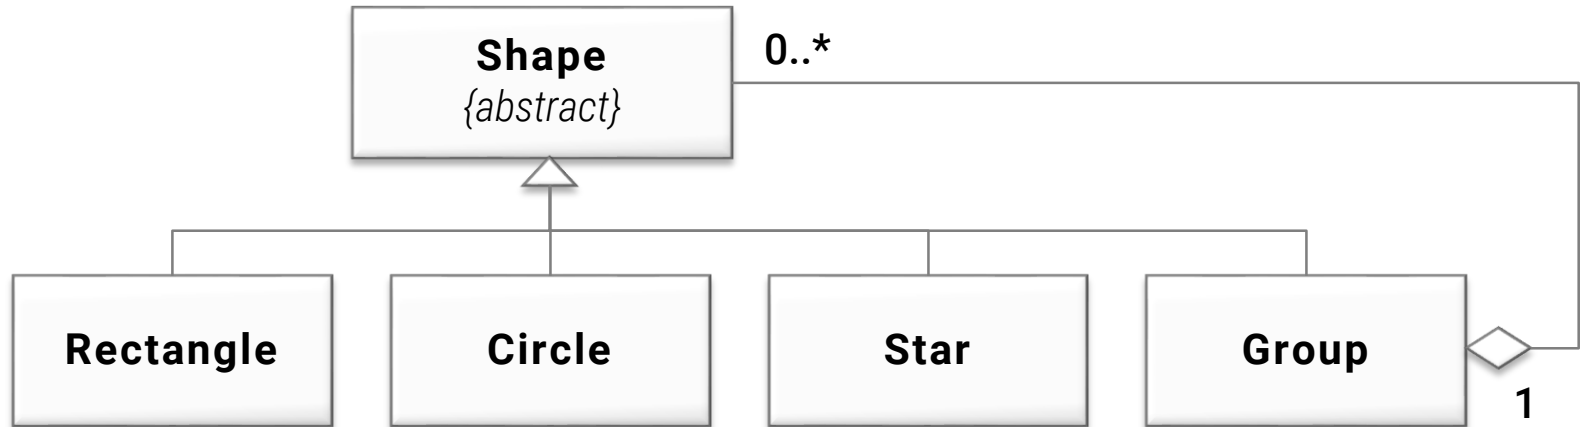 Shape
{abstract}
0..*
Rectangle
Circle
Star
Group
1